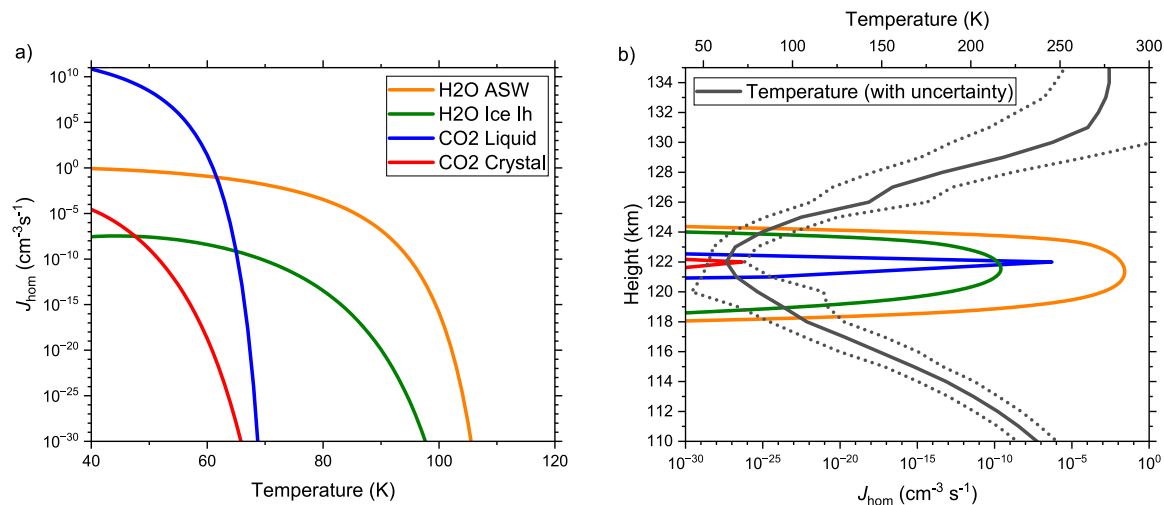 a)
10^10
10^5
10^0
10^-5
10^-10
10^-15
10^-20
10^-25
10^-30
J_hom (cm^-3 s^-1)
H2O ASW
H2O Ice Ih
CO2 Liquid
CO2 Crystal
40 60 80 100 120
Temperature (K)
b)
Temperature (K)
50 100 150 200 250 300
Temperature (with uncertainty)
134
132
130
128
126
124
122
120
118
116
114
112
110
Height (km)
10^-30 10^-25 10^-20 10^-15 10^-10 10^-5 10^0
J_hom (cm^-3 s^-1)